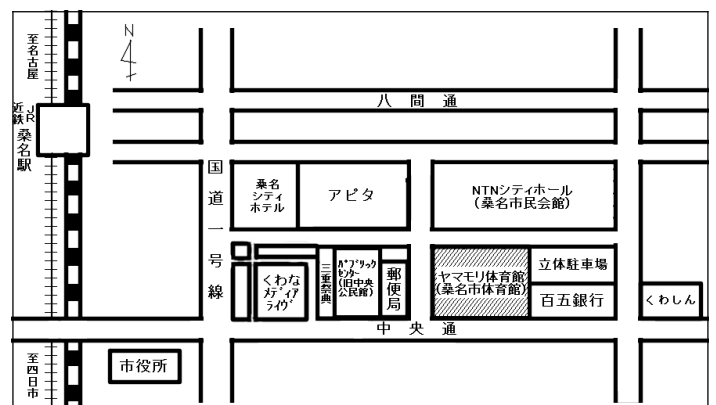 至名古屋
N
八間通
近鉄
JR
桑名駅
国道一号線
桑名
シティ
ホテル
アピタ
NTNシティホール
(桑名市民会館)
くわな
メディア
ライヴ
三重祭典
パブリック
センター
(旧中央
公民館)
郵便局
ヤマモリ体育館
(桑名市体育館)
立体駐車場
百五銀行
くわしん
中央通
至四日市
市役所